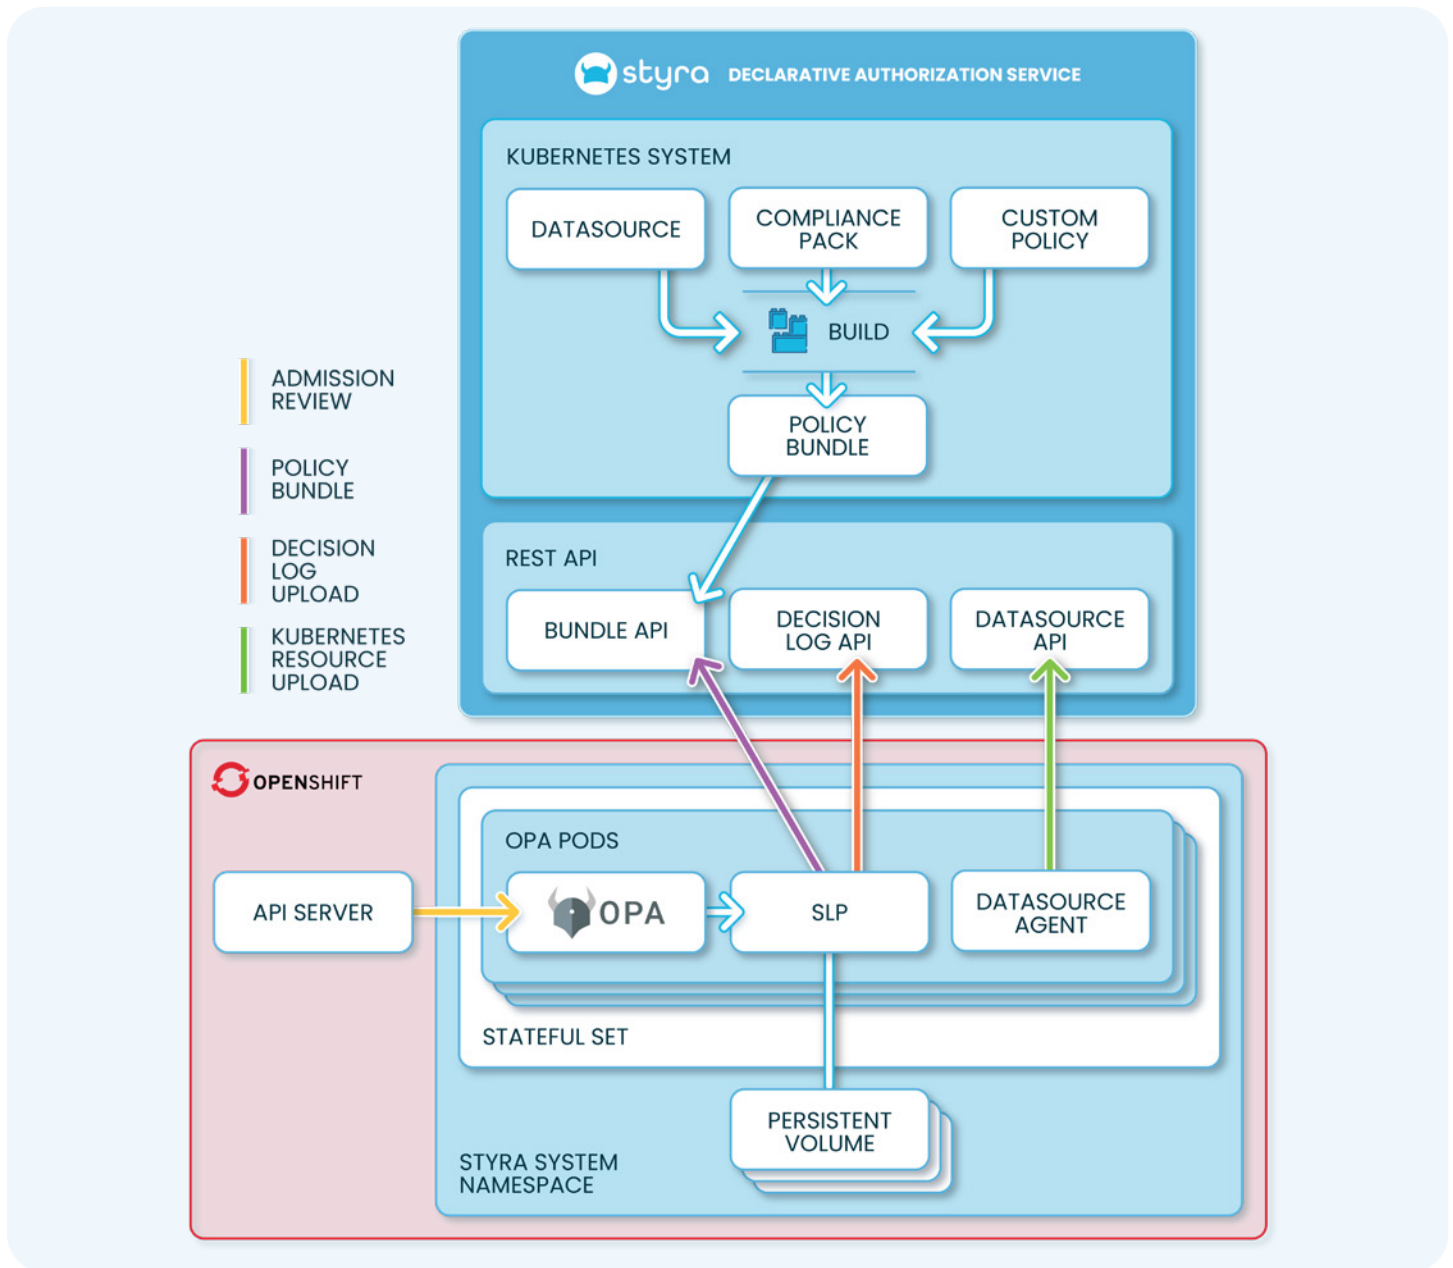 styra DECLARATIVE AUTHORIZATION SERVICE
KUBERNETES SYSTEM
DATASOURCE
COMPLIANCE
PACK
CUSTOM
POLICY
BUILD
POLICY
BUNDLE
ADMISSION
REVIEW
POLICY
BUNDLE
DECISION
LOG
UPLOAD
KUBERNETES
RESOURCE
UPLOAD
REST API
BUNDLE API
DECISION
LOG API
DATASOURCE
API
OPENSHIFT
OPA PODS
API SERVER
OPA
SLP
DATASOURCE
AGENT
STATEFUL SET
PERSISTENT
VOLUME
STYRA SYSTEM
NAMESPACE